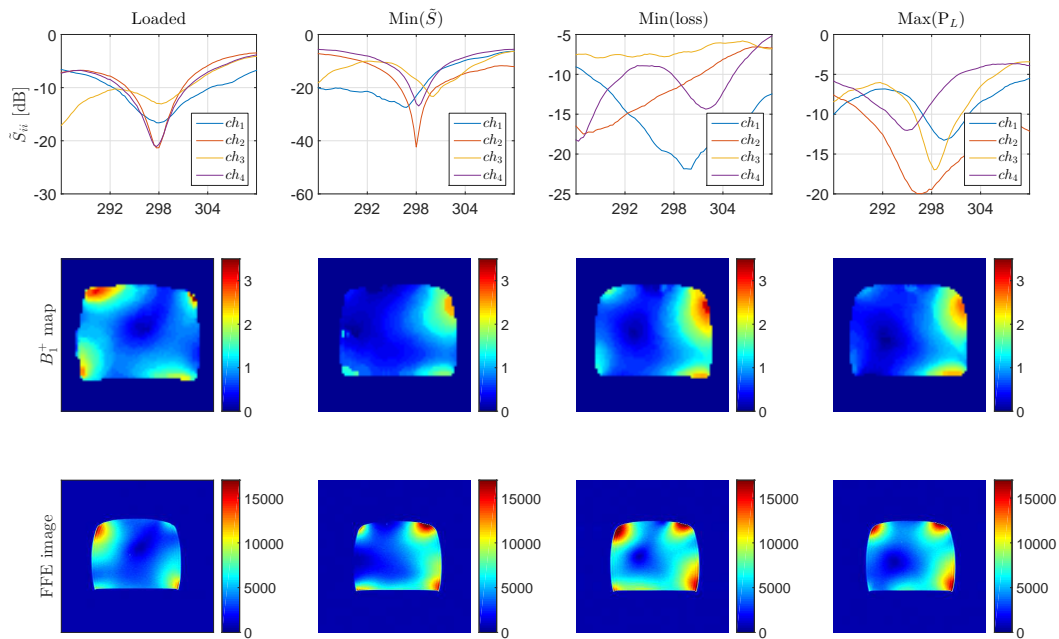 Loaded
Min(S̃)
Min(loss)
Max(P_L)
S̃_ii [dB]
0
-10
-20
-30
292 298 304
ch_1
ch_2
ch_3
ch_4
0
-20
-40
-60
292 298 304
ch_1
ch_2
ch_3
ch_4
-5
-10
-15
-20
-25
292 298 304
ch_1
ch_2
ch_3
ch_4
0
-5
-10
-15
-20
292 298 304
ch_1
ch_2
ch_3
ch_4
B_1^+ map
3
2
1
0
3
2
1
0
3
2
1
0
3
2
1
0
FFE image
15000
10000
5000
0
15000
10000
5000
0
15000
10000
5000
0
15000
10000
5000
0